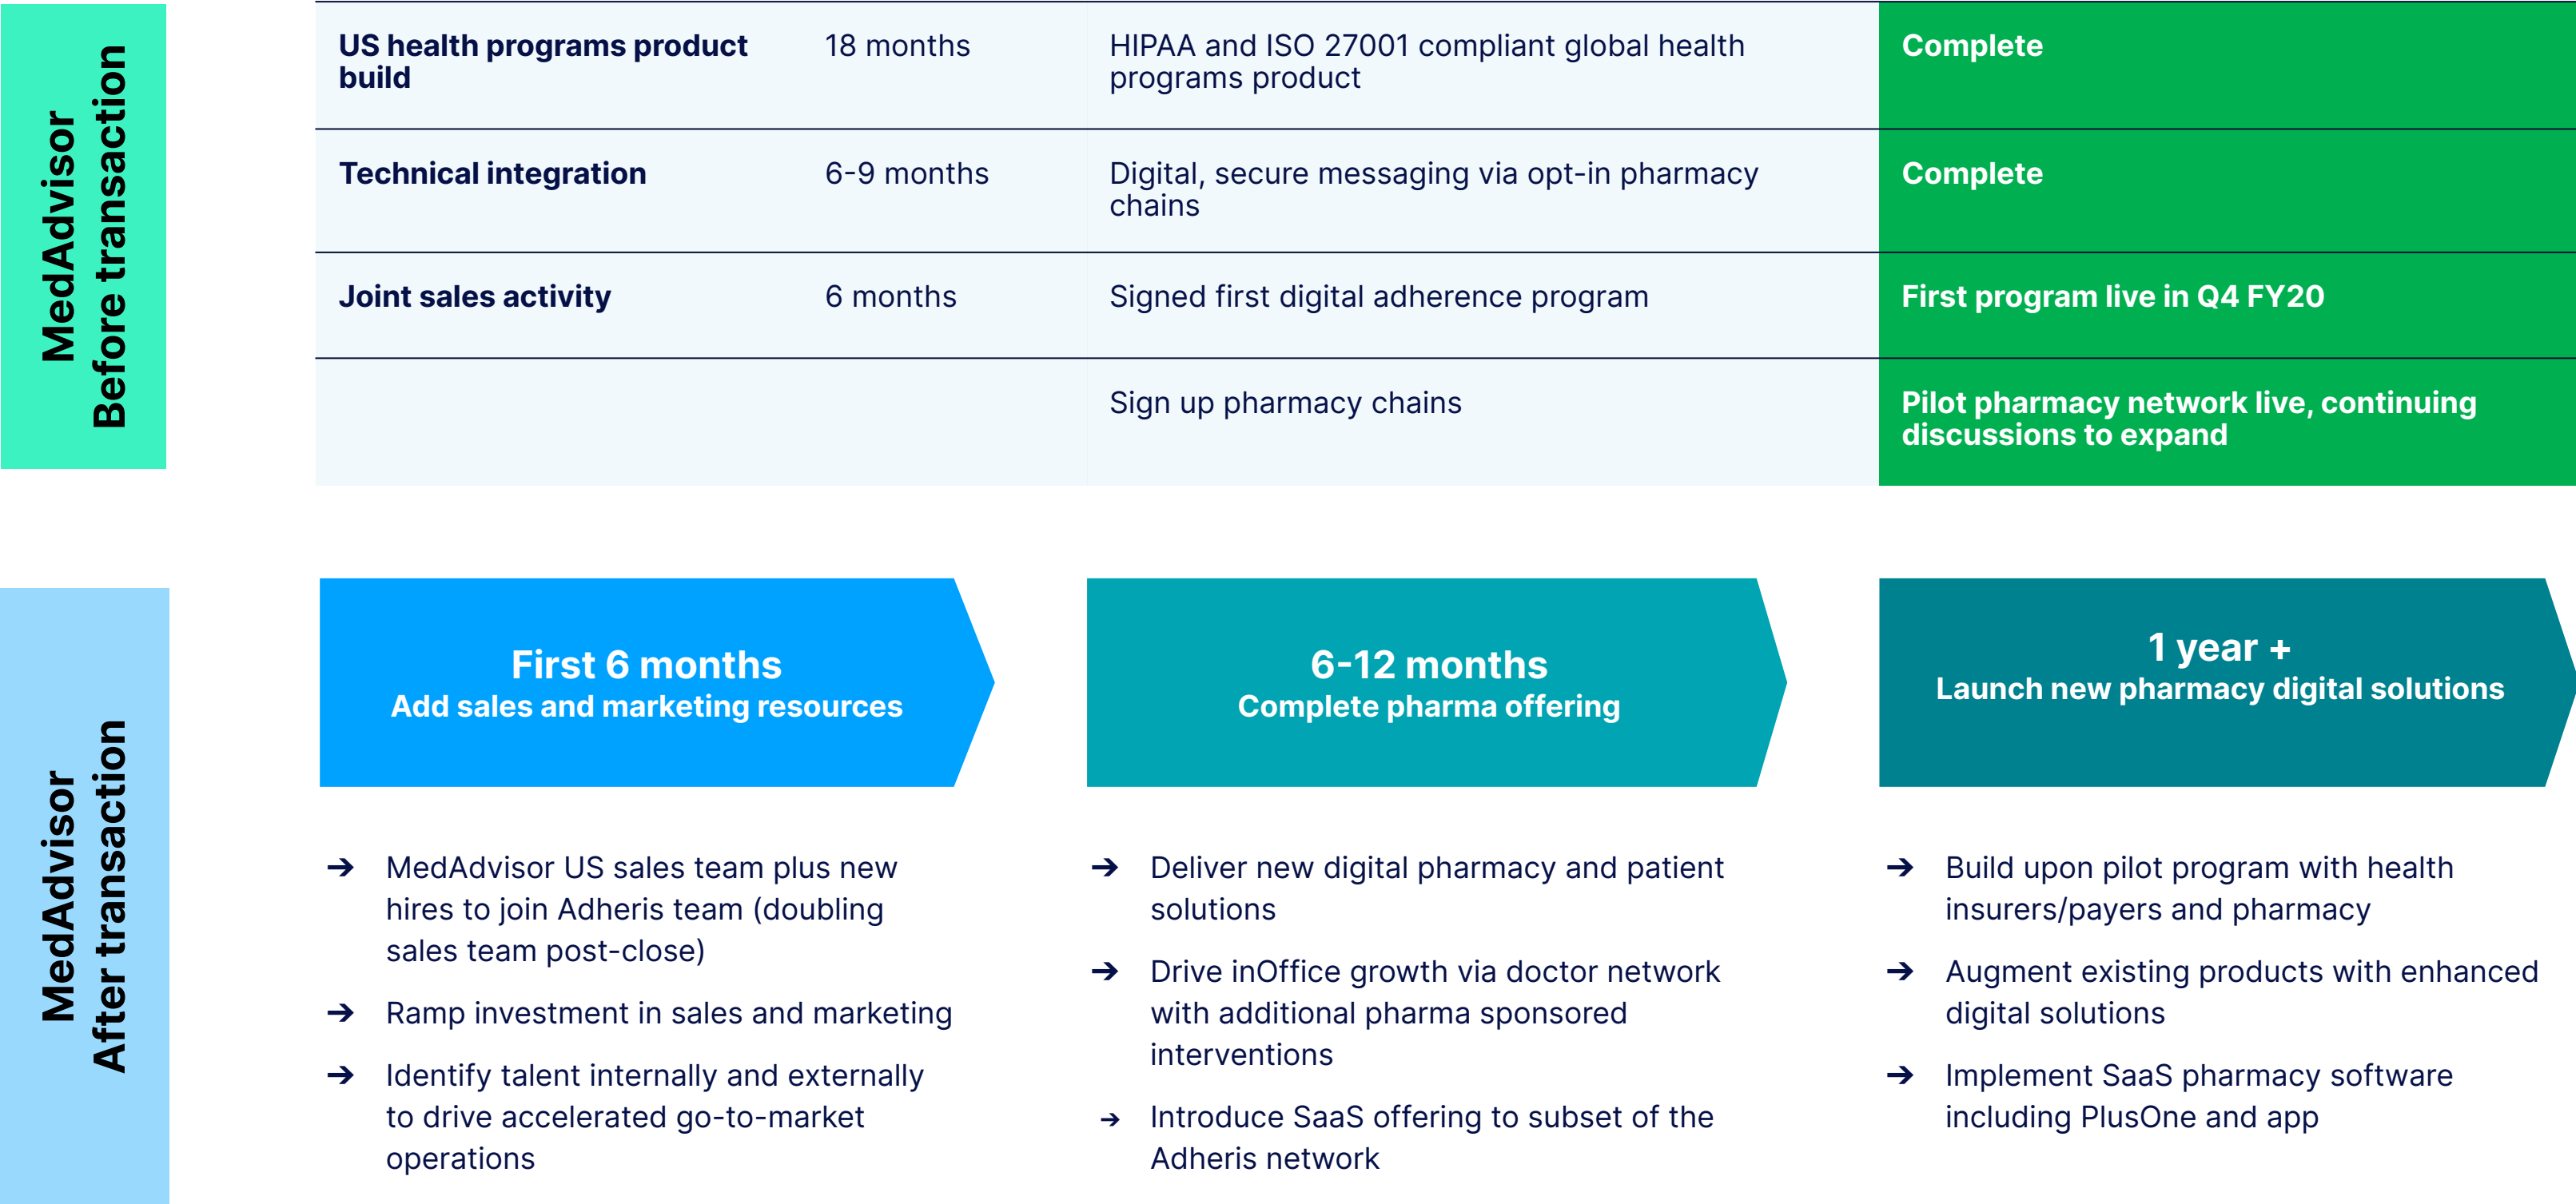 MedAdvisor
Before transaction
US health programs product
build
18 months
HIPAA and ISO 27001 compliant global health
programs product
Complete
Technical integration
6-9 months
Digital, secure messaging via opt-in pharmacy
chains
Complete
Joint sales activity
6 months
Signed first digital adherence program
First program live in Q4 FY20
Sign up pharmacy chains
Pilot pharmacy network live, continuing
discussions to expand
MedAdvisor
After transaction
First 6 months
Add sales and marketing resources
➔ MedAdvisor US sales team plus new
hires to join Adheris team (doubling
sales team post-close)
➔ Ramp investment in sales and marketing
➔ Identify talent internally and externally
to drive accelerated go-to-market
operations
6-12 months
Complete pharma offering
➔ Deliver new digital pharmacy and patient
solutions
➔ Drive inOffice growth via doctor network
with additional pharma sponsored
interventions
➔ Introduce SaaS offering to subset of the
Adheris network
1 year +
Launch new pharmacy digital solutions
➔ Build upon pilot program with health
insurers/payers and pharmacy
➔ Augment existing products with enhanced
digital solutions
➔ Implement SaaS pharmacy software
including PlusOne and app